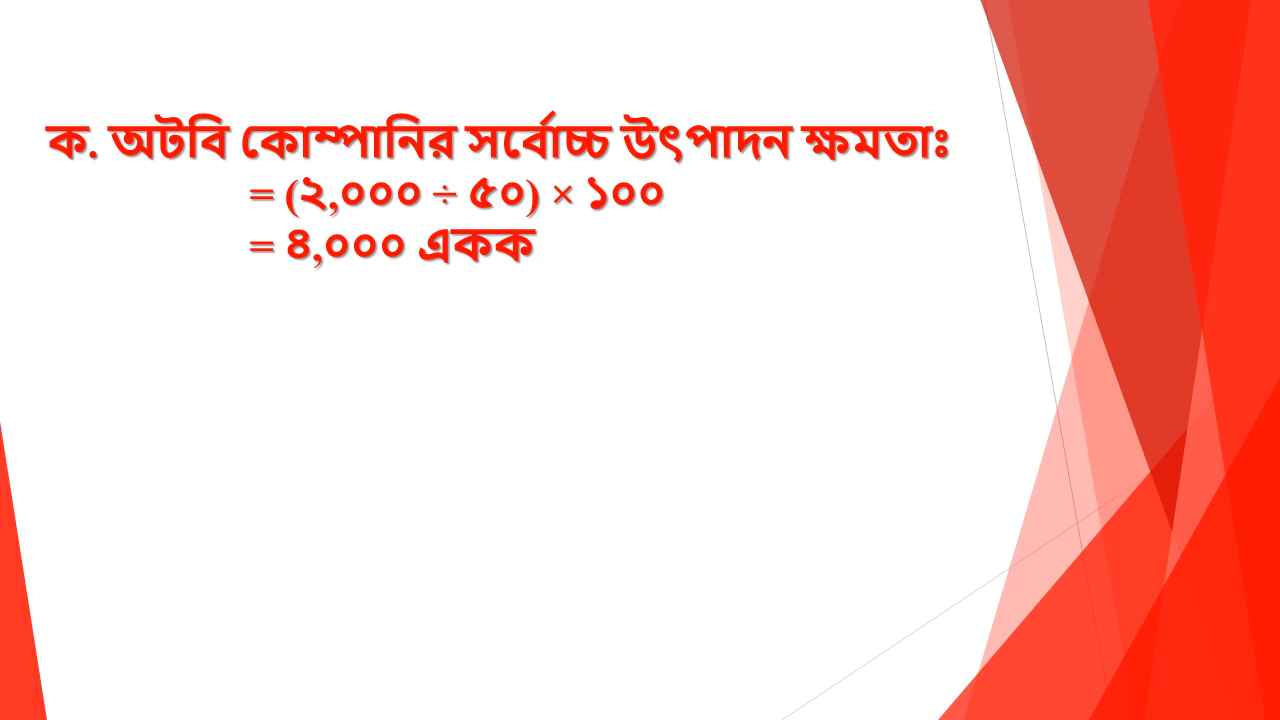 ক. অটবি কোম্পানির সর্বোচ্চ উৎপাদন ক্ষমতাঃ
= (২,০০০ ÷ ৫০) × ১০০
= ৪,০০০ একক